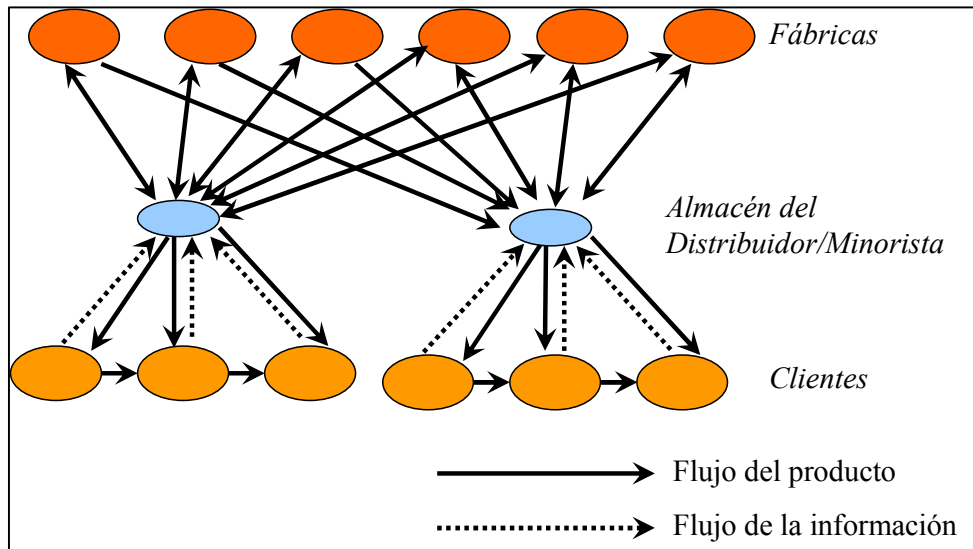 Fábricas
Almacén del
Distribuidor/Minorista
Clientes
Flujo del producto
Flujo de la información